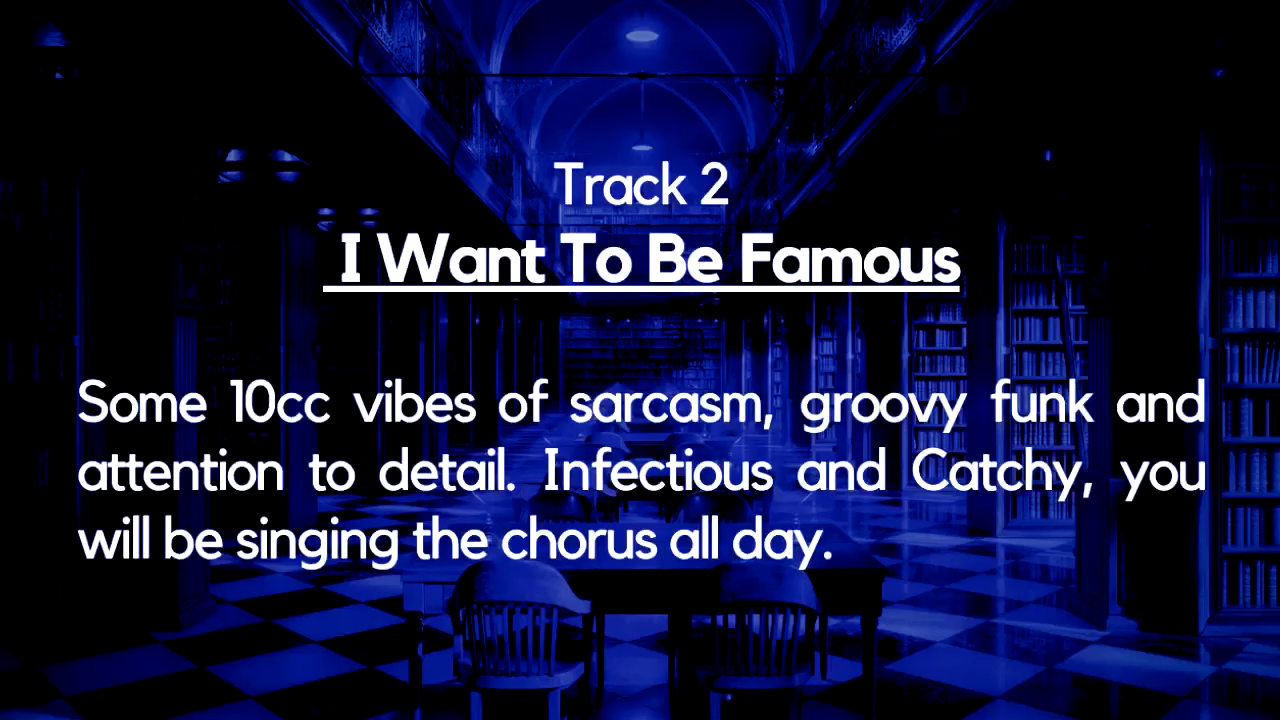 Track 2
I Want To Be Famous
Some 10cc vibes of sarcasm, groovy funk and
attention to detail. Infectious and Catchy, you
will be singing the chorus all day.